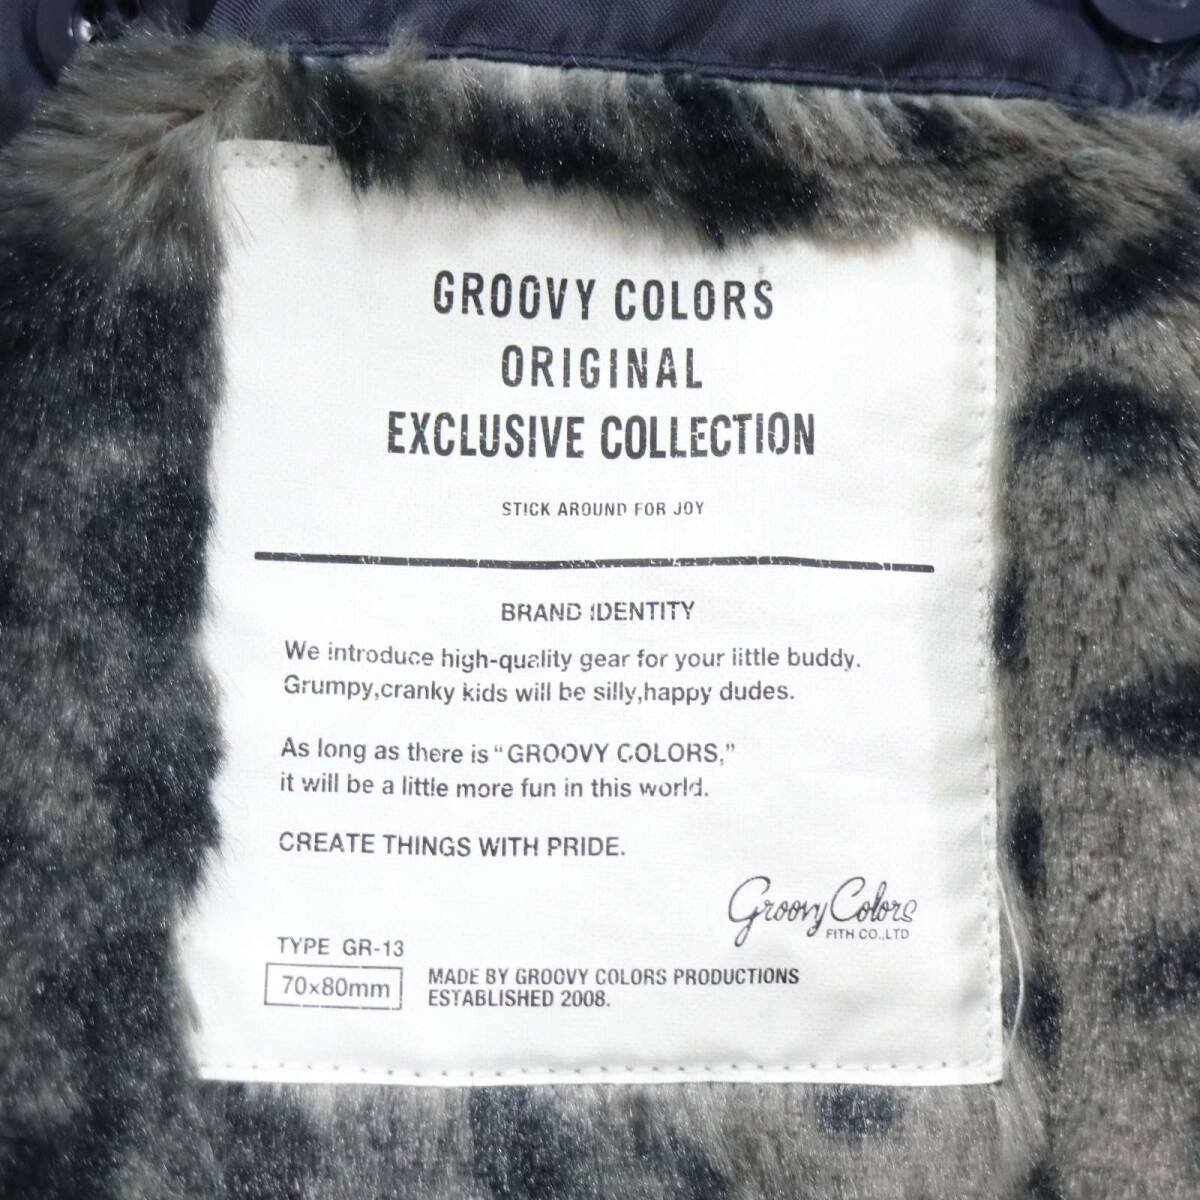 GROOVY COLORS
ORIGINAL
EXCLUSIVE COLLECTION
STICK AROUND FOR JOY
BRAND IDENTITY
We introduce high-quality gear for your little buddy.
Grumpy,cranky kids will be silly,happy dudes.
As long as there is “GROOVY COLORS,”
it will be a little more fun in this world.
CREATE THINGS WITH PRIDE.
Groovy Colors
FITH CO.,LTD
TYPE GR-13
70×80mm
MADE BY GROOVY COLORS PRODUCTIONS
ESTABLISHED 2008.